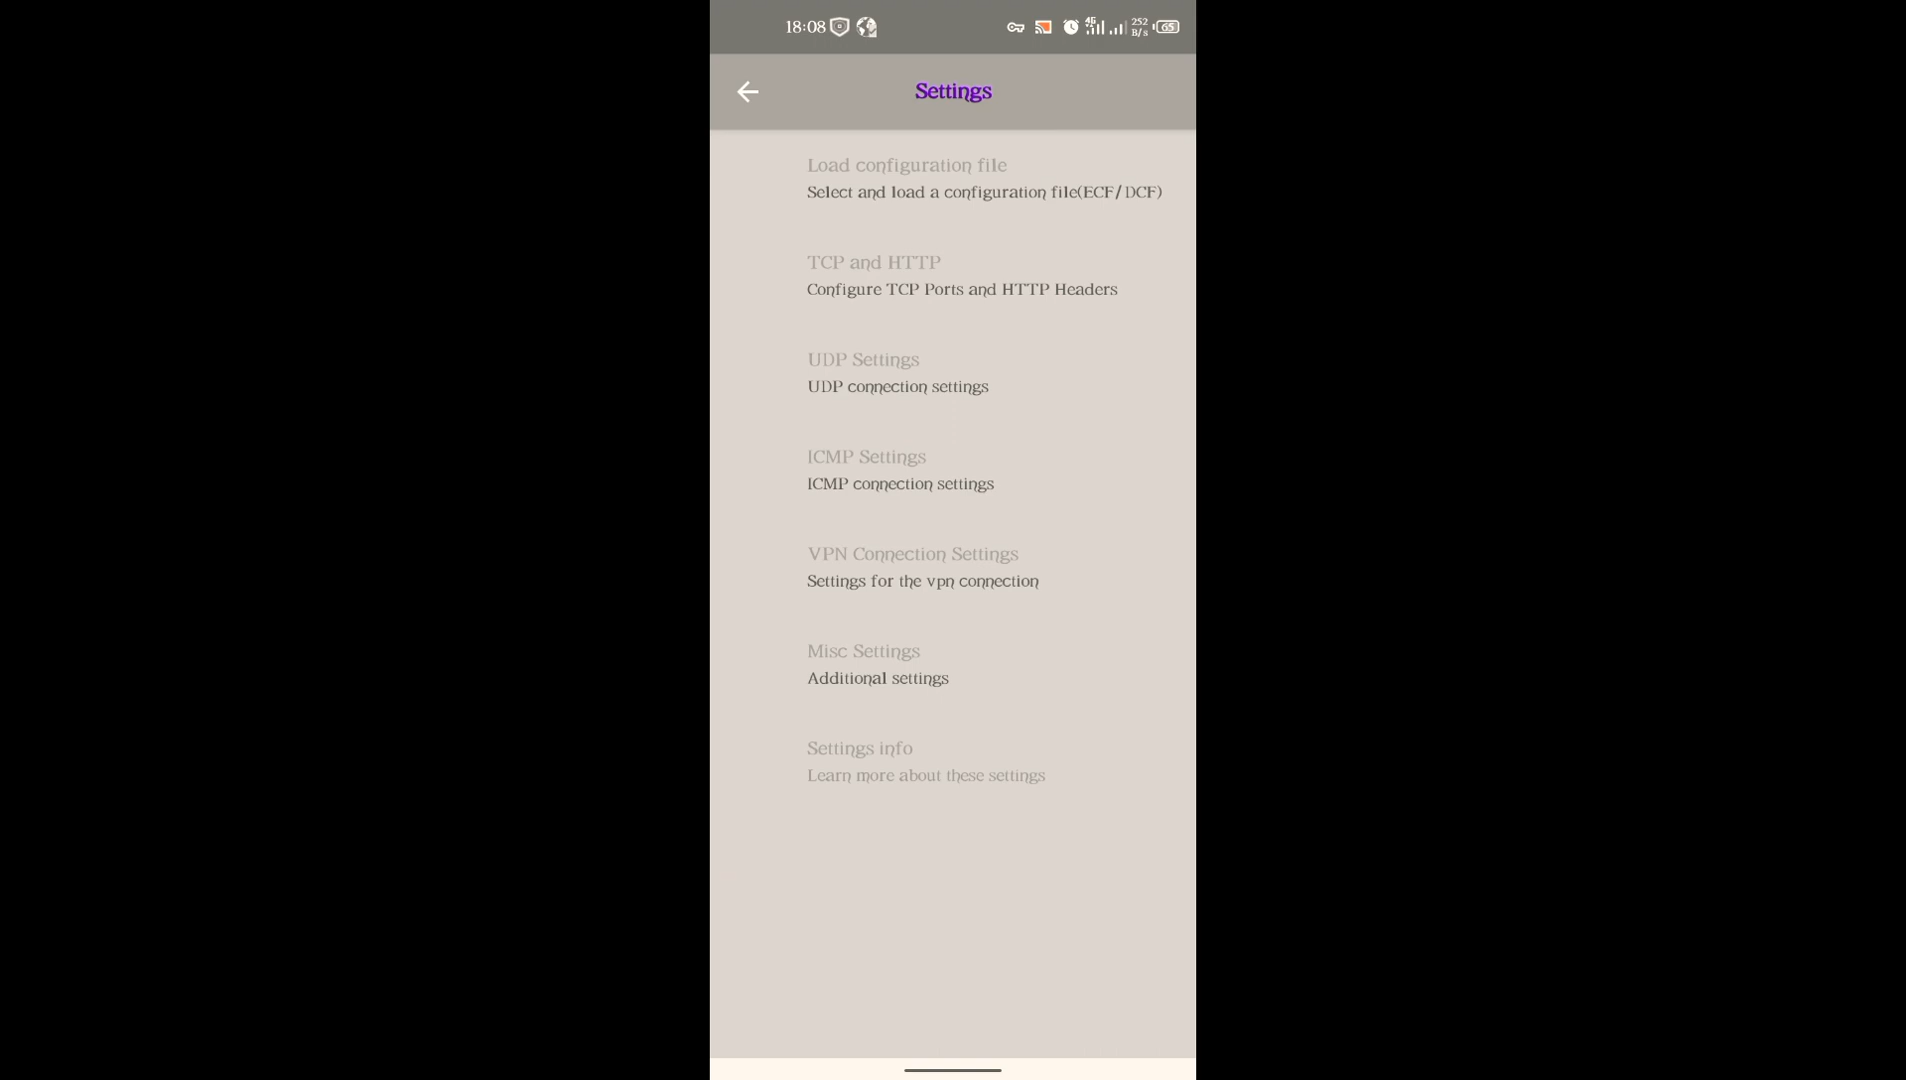 18:08 4G 252 B/s 65
Settings
Load configuration file
Select and load a configuration file(ECF/DCF)
TCP and HTTP
Configure TCP Ports and HTTP Headers
UDP Settings
UDP connection settings
ICMP Settings
ICMP connection settings
VPN Connection Settings
Settings for the vpn connection
Misc Settings
Additional settings
Settings info
Learn more about these settings